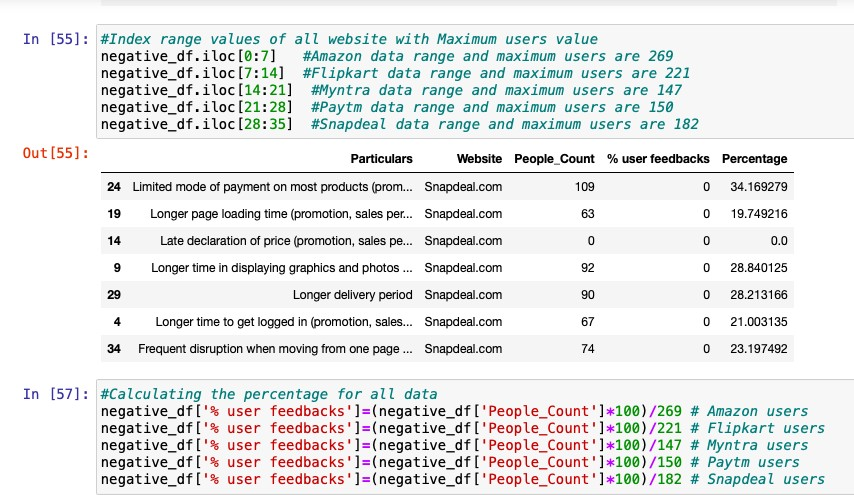 In [55]: #Index range values of all website with Maximum users value
negative_df.iloc[0:7] #Amazon data range and maximum users are 269
negative_df.iloc[7:14] #Flipkart data range and maximum users are 221
negative_df.iloc[14:21] #Myntra data range and maximum users are 147
negative_df.iloc[21:28] #Paytm data range and maximum users are 150
negative_df.iloc[28:35] #Snapdeal data range and maximum users are 182
Out[55]:
Particulars Website People_Count % user feedbacks Percentage
24 Limited mode of payment on most products (prom... Snapdeal.com 109 0 34.169279
19 Longer page loading time (promotion, sales per... Snapdeal.com 63 0 19.749216
14 Late declaration of price (promotion, sales pe... Snapdeal.com 0 0 0.0
9 Longer time in displaying graphics and photos ... Snapdeal.com 92 0 28.840125
29 Longer delivery period Snapdeal.com 90 0 28.213166
4 Longer time to get logged in (promotion, sales... Snapdeal.com 67 0 21.003135
34 Frequent disruption when moving from one page ... Snapdeal.com 74 0 23.197492
In [57]: #Calculating the percentage for all data
negative_df['% user feedbacks']=(negative_df['People_Count']*100)/269 # Amazon users
negative_df['% user feedbacks']=(negative_df['People_Count']*100)/221 # Flipkart users
negative_df['% user feedbacks']=(negative_df['People_Count']*100)/147 # Myntra users
negative_df['% user feedbacks']=(negative_df['People_Count']*100)/150 # Paytm users
negative_df['% user feedbacks']=(negative_df['People_Count']*100)/182 # Snapdeal users